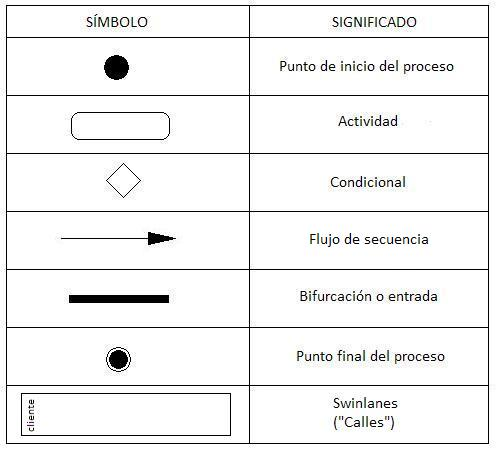 SÍMBOLO SIGNIFICADO
Punto de inicio del proceso
Actividad
Condicional
Flujo de secuencia
Bifurcación o entrada
Punto final del proceso
cliente
Swinlanes
("Calles")